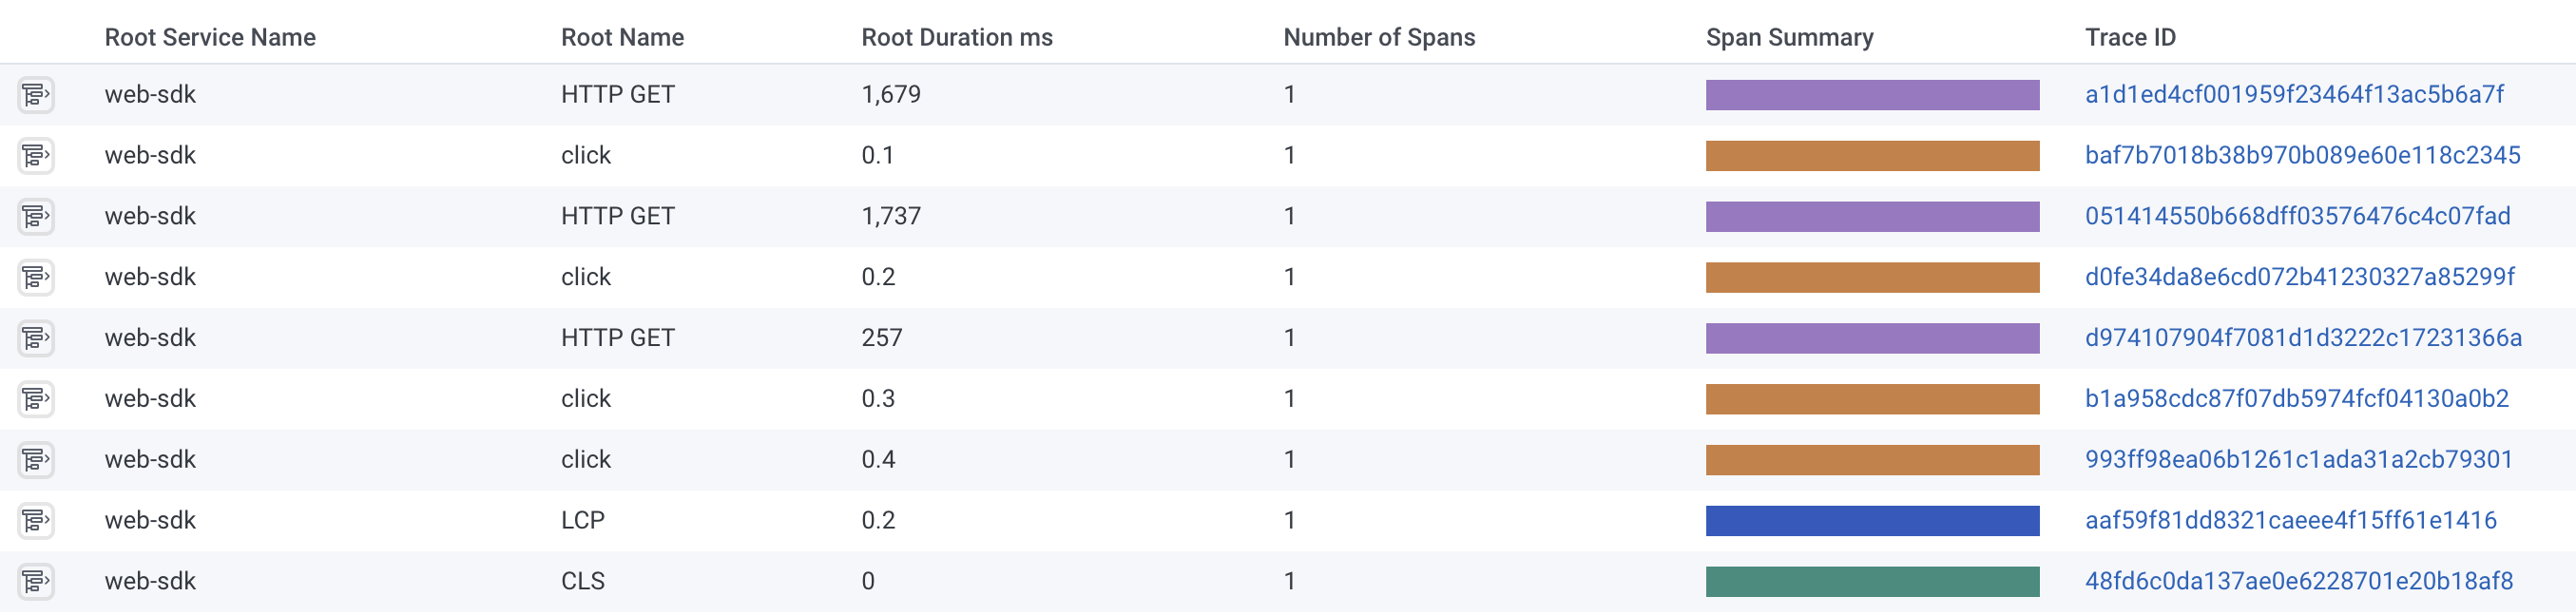 Root Service Name Root Name Root Duration ms Number of Spans Span Summary Trace ID
web-sdk HTTP GET 1,679 1 a1d1ed4cf001959f23464f13ac5b6a7f
web-sdk click 0.1 1 baf7b7018b38b970b089e60e118c2345
web-sdk HTTP GET 1,737 1 051414550b668dff03576476c4c07fad
web-sdk click 0.2 1 d0fe34da8e6cd072b41230327a85299f
web-sdk HTTP GET 257 1 d974107904f7081d1d3222c17231366a
web-sdk click 0.3 1 b1a958cdc87f07db5974fcf04130a0b2
web-sdk click 0.4 1 993ff98ea06b1261c1ada31a2cb79301
web-sdk LCP 0.2 1 aaf59f81dd8321caeee4f15ff61e1416
web-sdk CLS 0 1 48fd6c0da137ae0e6228701e20b18af8